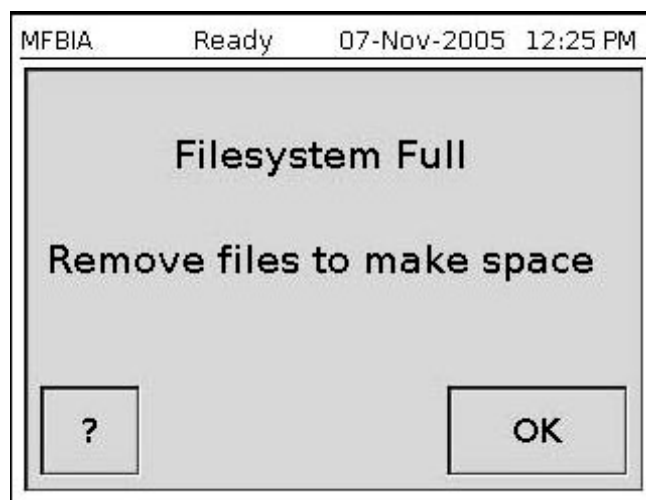 MFBIA Ready 07-Nov-2005 12:25 PM
Filesystem Full
Remove files to make space
? OK